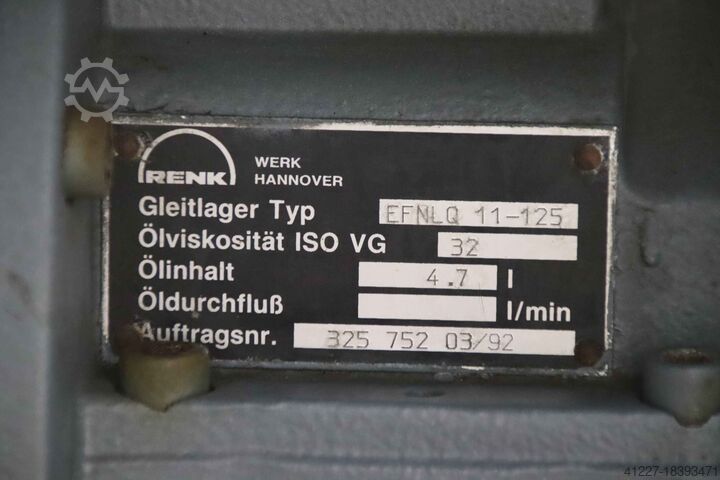 RENK
WERK
HANNOVER
Gleitlager Typ EFNLQ 11-125
Ölviskosität ISO VG 32
Ölinhalt 4.7 l
Öldurchfluß l/min
Auftragsnr. 325 752 03/92
41227-18393471